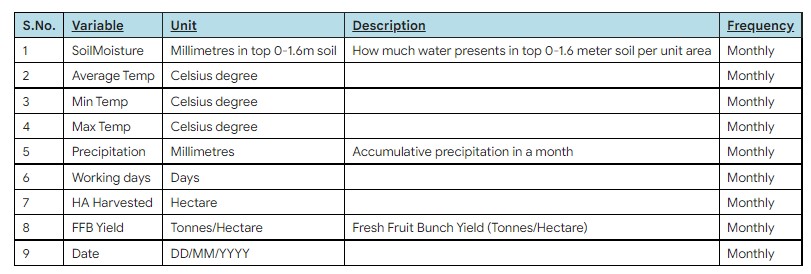 S.No. Variable Unit Description Frequency
1 SoilMoisture Millimetres in top 0-1.6m soil How much water presents in top 0-1.6 meter soil per unit area Monthly
2 Average Temp Celsius degree Monthly
3 Min Temp Celsius degree Monthly
4 Max Temp Celsius degree Monthly
5 Precipitation Millimetres Accumulative precipitation in a month Monthly
6 Working days Days Monthly
7 HA Harvested Hectare Monthly
8 FFB Yield Tonnes/Hectare Fresh Fruit Bunch Yield (Tonnes/Hectare) Monthly
9 Date DD/MM/YYYY Monthly